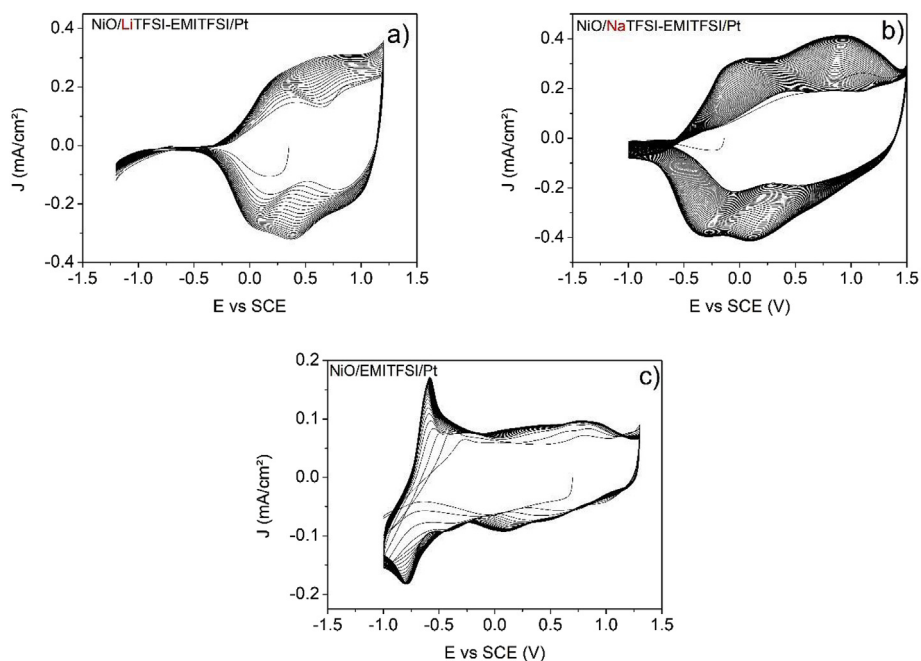 NiO/LiTFSI-EMITFSI/Pt
a)
J (mA/cm²)
0.4
0.2
0.0
-0.2
-0.4
-1.5 -1.0 -0.5 0.0 0.5 1.0 1.5
E vs SCE
NiO/NaTFSI-EMITFSI/Pt
b)
J (mA/cm²)
0.4
0.2
0.0
-0.2
-0.4
-1.5 -1.0 -0.5 0.0 0.5 1.0 1.5
E vs SCE (V)
NiO/EMITFSI/Pt
c)
J (mA/cm²)
0.2
0.1
0.0
-0.1
-0.2
-1.5 -1.0 -0.5 0.0 0.5 1.0 1.5
E vs SCE (V)